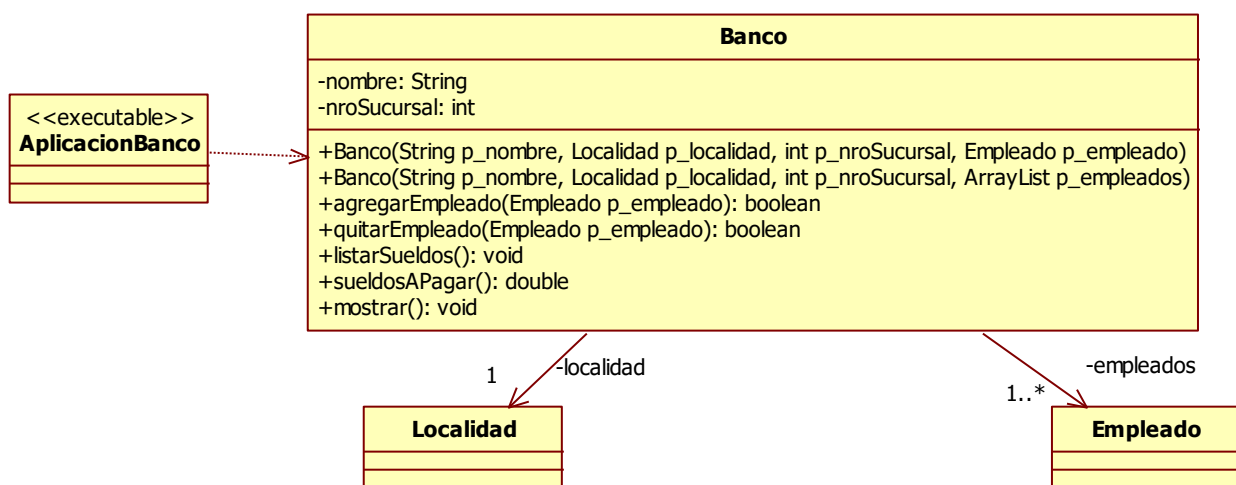 Banco
-nombre: String
-nroSucursal: int
<<executable>>
AplicacionBanco
+Banco(String p_nombre, Localidad p_localidad, int p_nroSucursal, Empleado p_empleado)
+Banco(String p_nombre, Localidad p_localidad, int p_nroSucursal, ArrayList p_empleados)
+agregarEmpleado(Empleado p_empleado): boolean
+quitarEmpleado(Empleado p_empleado): boolean
+listarSueldos(): void
+sueldosAPagar(): double
+mostrar(): void
-localidad
1
-empleados
1..*
Localidad
Empleado